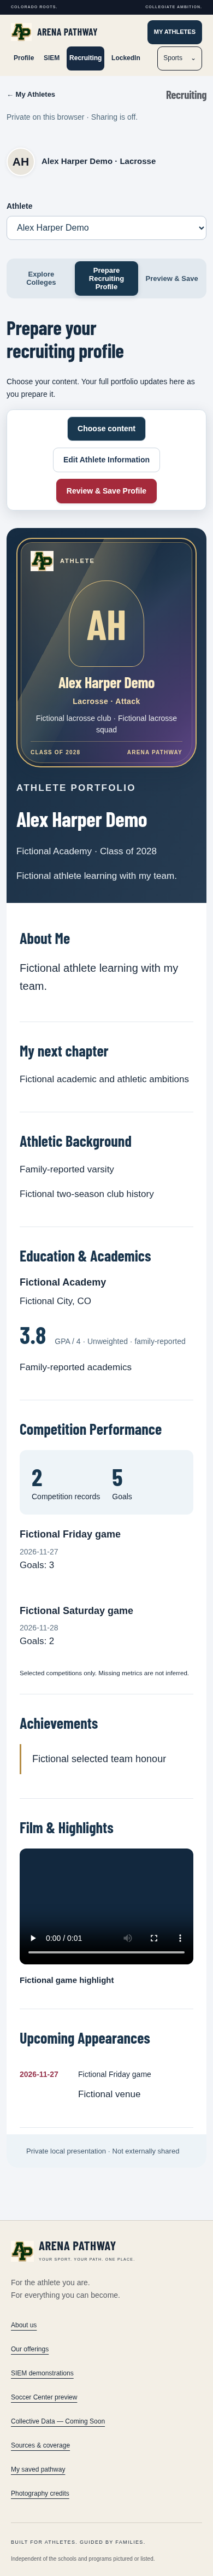 COLORADO ROOTS.
COLLEGIATE AMBITION.
AP
ARENA PATHWAY
MY ATHLETES
Profile
SIEM
Recruiting
LockedIn
Sports
← My Athletes
Recruiting
Private on this browser · Sharing is off.
AH
Alex Harper Demo · Lacrosse
Athlete
Alex Harper Demo
Explore
Colleges
Prepare
Recruiting
Profile
Preview & Save
Prepare your
recruiting profile
Choose your content. Your full portfolio updates here as
you prepare it.
Choose content
Edit Athlete Information
Review & Save Profile
AP
ATHLETE
AH
Alex Harper Demo
Lacrosse · Attack
Fictional lacrosse club · Fictional lacrosse
squad
CLASS OF 2028
ARENA PATHWAY
ATHLETE PORTFOLIO
Alex Harper Demo
Fictional Academy · Class of 2028
Fictional athlete learning with my team.
About Me
Fictional athlete learning with my
team.
My next chapter
Fictional academic and athletic ambitions
Athletic Background
Family-reported varsity
Fictional two-season club history
Education & Academics
Fictional Academy
Fictional City, CO
3.8 GPA / 4 · Unweighted · family-reported
Family-reported academics
Competition Performance
2
Competition records
5
Goals
Fictional Friday game
2026-11-27
Goals: 3
Fictional Saturday game
2026-11-28
Goals: 2
Selected competitions only. Missing metrics are not inferred.
Achievements
Fictional selected team honour
Film & Highlights
0:00 / 0:01
Fictional game highlight
Upcoming Appearances
2026-11-27
Fictional Friday game
Fictional venue
Private local presentation · Not externally shared
AP
ARENA PATHWAY
YOUR SPORT. YOUR PATH. ONE PLACE.
For the athlete you are.
For everything you can become.
About us
Our offerings
SIEM demonstrations
Soccer Center preview
Collective Data — Coming Soon
Sources & coverage
My saved pathway
Photography credits
BUILT FOR ATHLETES. GUIDED BY FAMILIES.
Independent of the schools and programs pictured or listed.